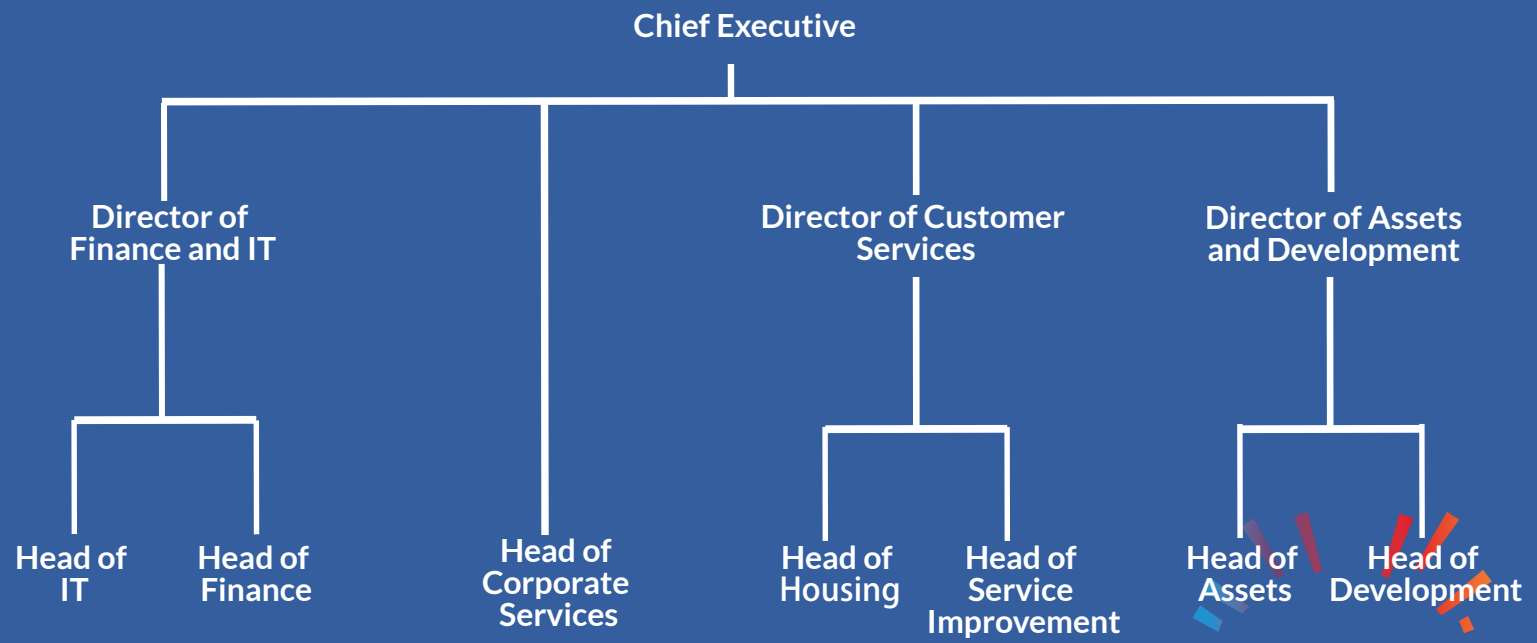 Chief Executive
Director of
Finance and IT
Director of Customer
Services
Director of Assets
and Development
Head of
IT
Head of
Finance
Head of
Corporate
Services
Head of
Housing
Head of
Service
Improvement
Head of
Assets
Head of
Development